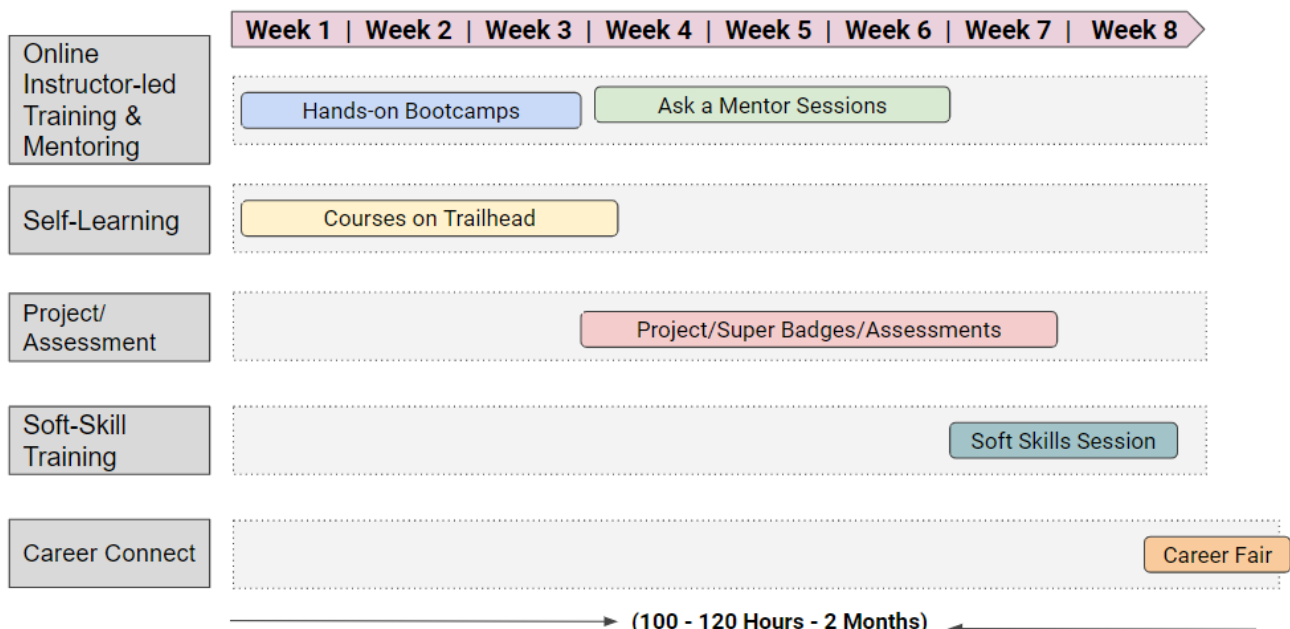 Week 1 | Week 2 | Week 3 | Week 4 | Week 5 | Week 6 | Week 7 | Week 8
Online
Instructor-led
Training &
Mentoring
Hands-on Bootcamps
Ask a Mentor Sessions
Self-Learning
Courses on Trailhead
Project/
Assessment
Project/Super Badges/Assessments
Soft-Skill
Training
Soft Skills Session
Career Connect
Career Fair
(100 - 120 Hours - 2 Months)